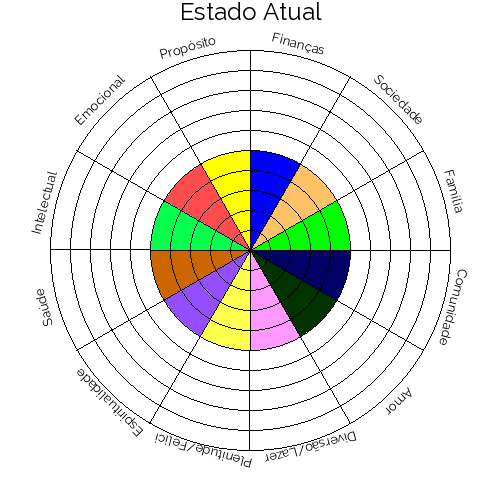 Estado Atual
Finanças
Sociedade
Família
Comunidade
Amor
Diversão/Lazer
Plenitude/Felici
Espiritualidade
Saúde
Intelectual
Emocional
Propósito